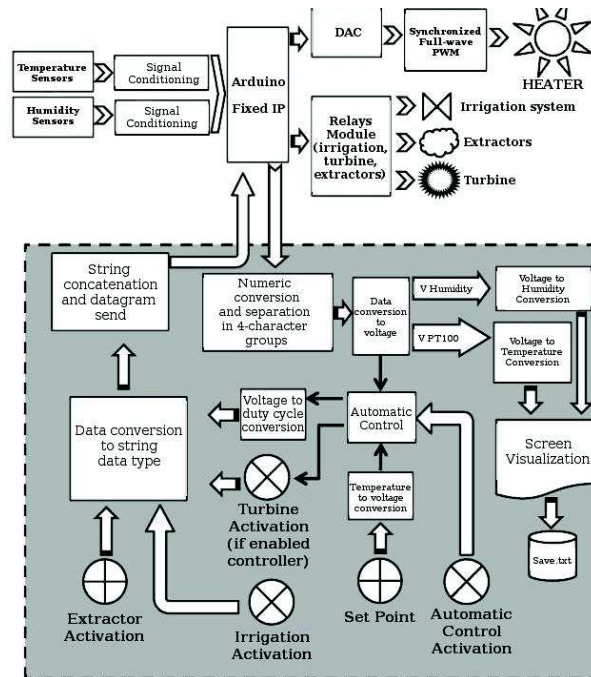 Temperature
Sensors
Signal
Conditioning
Humidity
Sensors
Signal
Conditioning
Arduino
Fixed IP
DAC
Synchronized
Full-wave
PWM
HEATER
Relays
Module
(irrigation,
turbine,
extractors)
Irrigation system
Extractors
Turbine
String
concatenation
and datagram
send
Numeric
conversion
and separation
in 4-character
groups
Data
conversion
to
voltage
V Humidity
Voltage to
Humidity
Conversion
V PT100
Voltage to
Temperature
Conversion
Data conversion
to string
data type
Voltage to
duty cycle
conversion
Automatic
Control
Screen
Visualization
Turbine
Activation
(if enabled
controller)
Temperature
to voltage
conversion
Save.txt
Extractor
Activation
Irrigation
Activation
Set Point
Automatic
Control
Activation